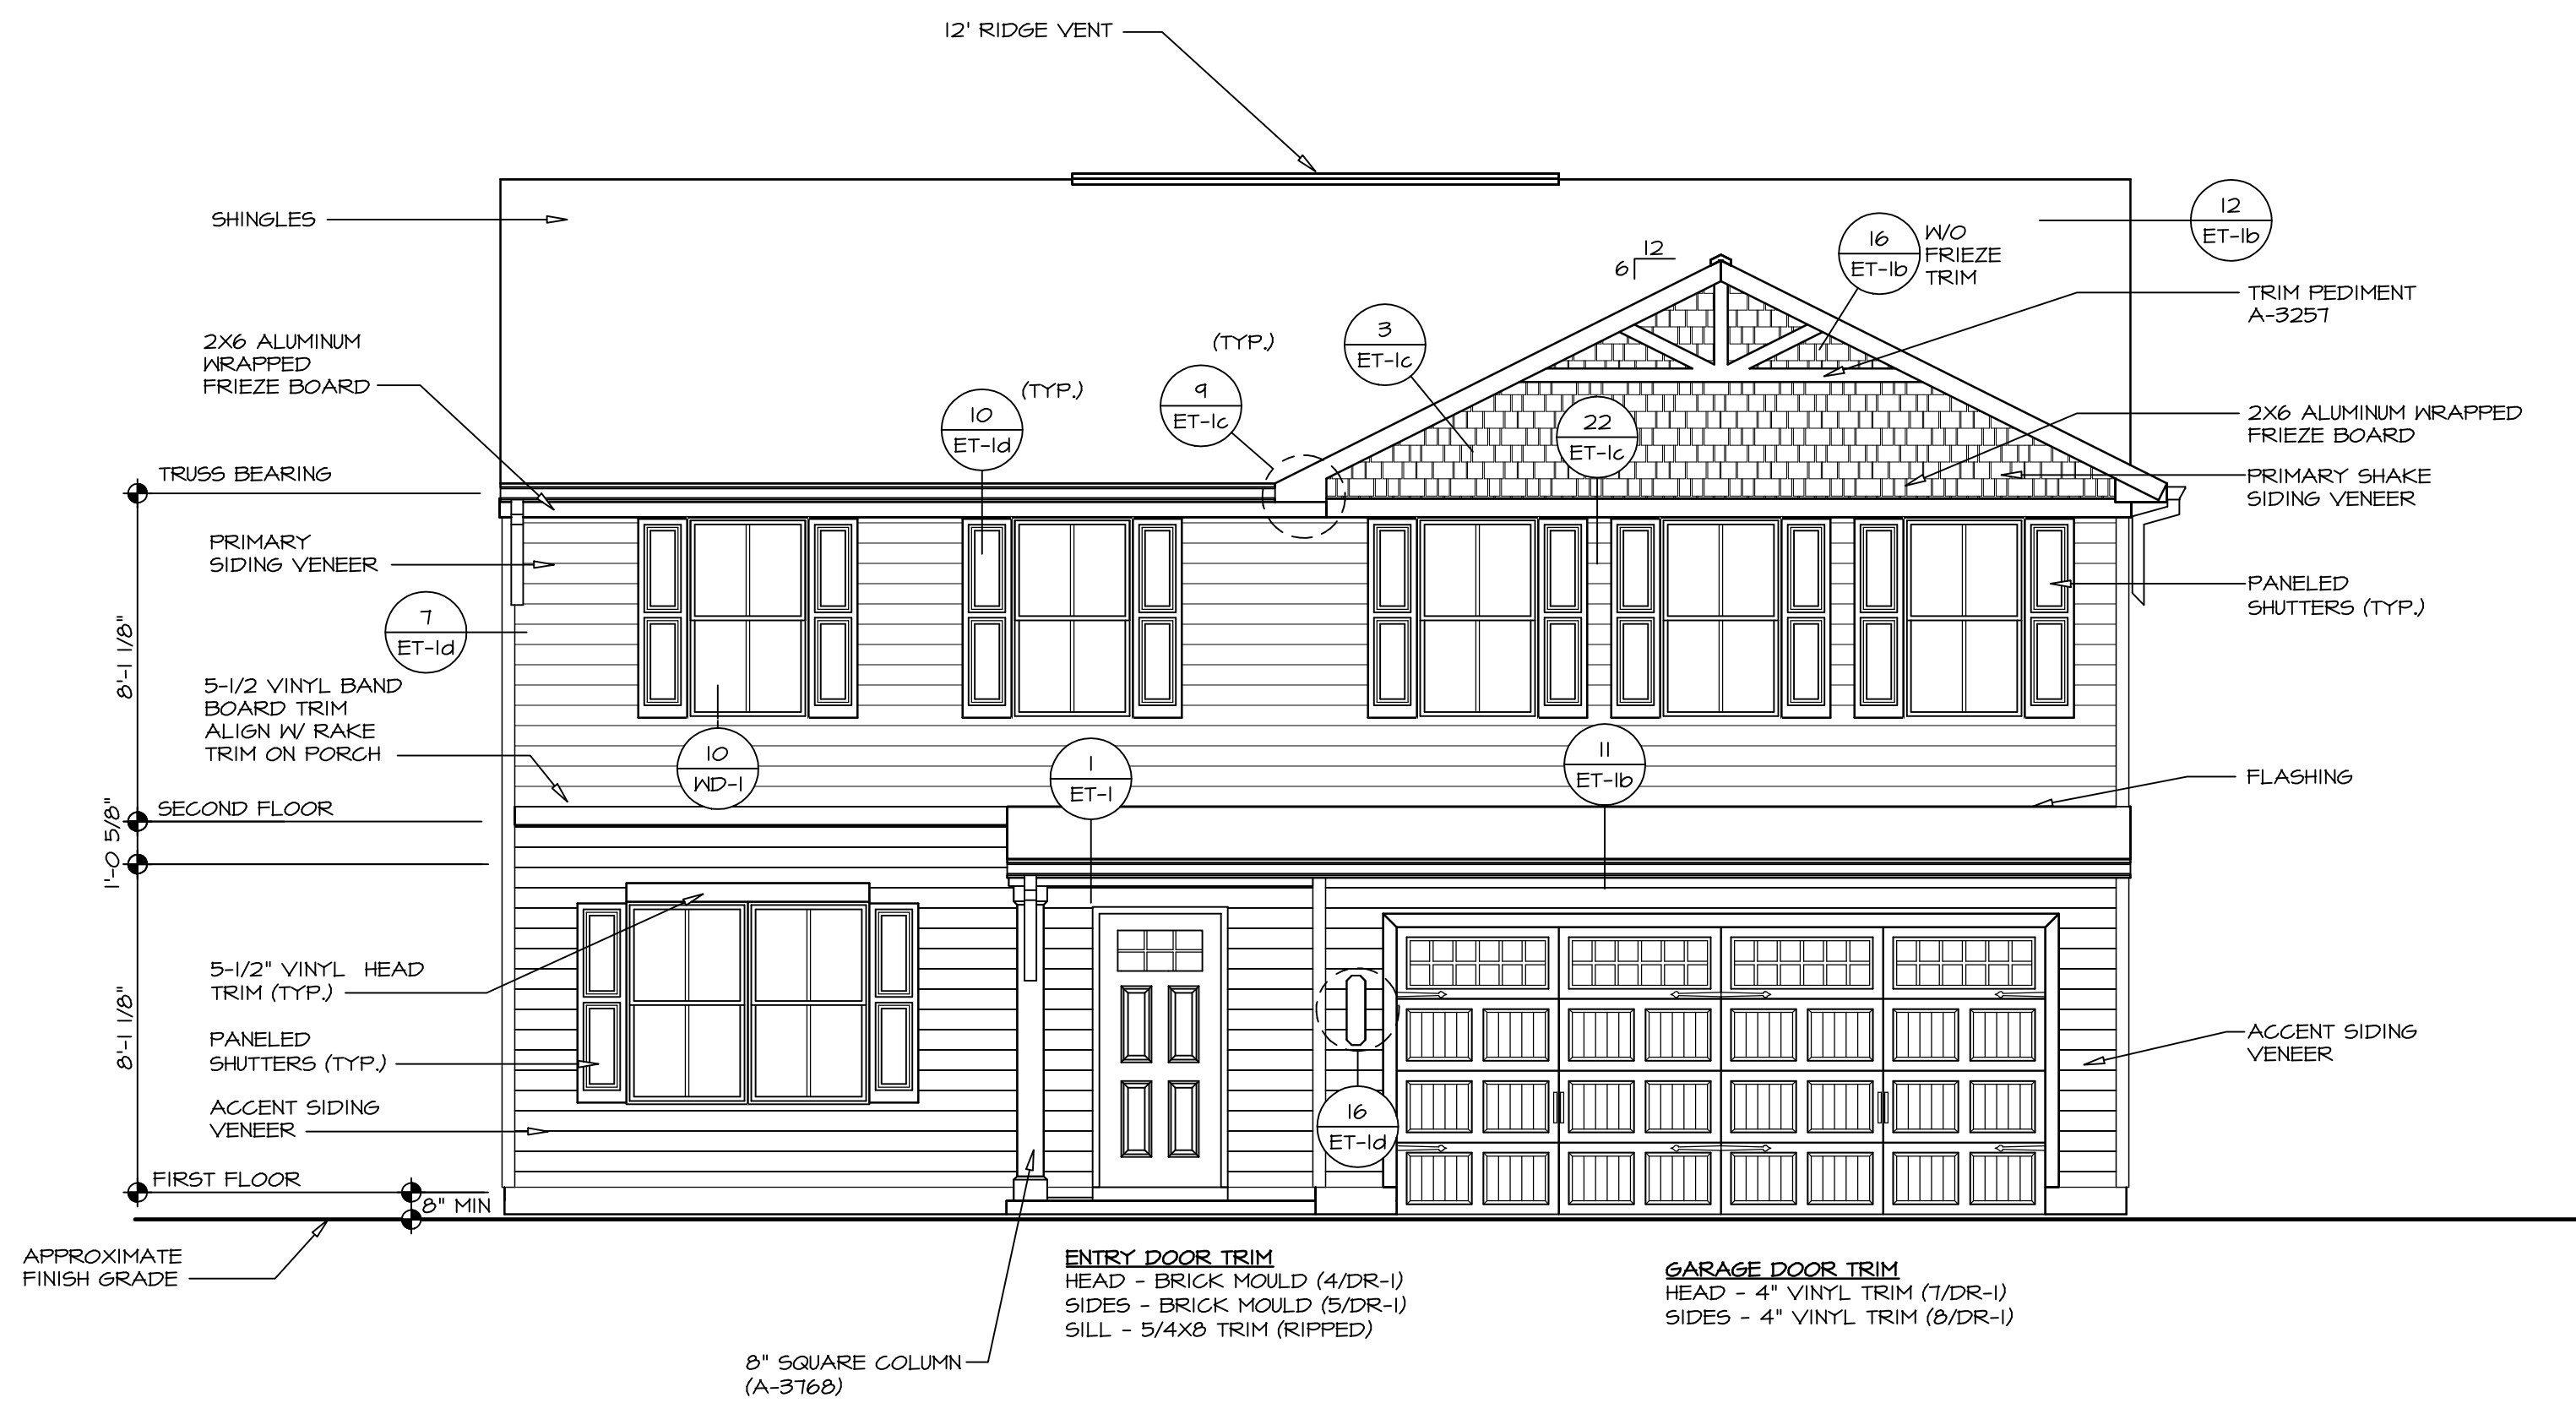 12' RIDGE VENT
SHINGLES
12
ET-1b
16
ET-1b
W/O
FRIEZE
TRIM
12
6
TRIM PEDIMENT
A-3257
3
ET-1c
(TYP.)
9
ET-1c
2X6 ALUMINUM
WRAPPED
FRIEZE BOARD
(TYP.)
10
ET-1d
22
ET-1c
2X6 ALUMINUM WRAPPED
FRIEZE BOARD
TRUSS BEARING
PRIMARY SHAKE
SIDING VENEER
PRIMARY
SIDING VENEER
PANELED
SHUTTERS (TYP.)
7
ET-1d
8'-1 1/8"
5-1/2 VINYL BAND
BOARD TRIM
ALIGN W/ RAKE
TRIM ON PORCH
10
WD-1
1
ET-1
11
ET-1b
FLASHING
SECOND FLOOR
1'-0 5/8"
5-1/2" VINYL HEAD
TRIM (TYP.)
8'-1 1/8"
PANELED
SHUTTERS (TYP.)
ACCENT SIDING
VENEER
ACCENT SIDING
VENEER
16
ET-1d
FIRST FLOOR
8" MIN
APPROXIMATE
FINISH GRADE
ENTRY DOOR TRIM
HEAD - BRICK MOULD (4/DR-1)
SIDES - BRICK MOULD (5/DR-1)
SILL - 5/4X8 TRIM (RIPPED)
GARAGE DOOR TRIM
HEAD - 4" VINYL TRIM (7/DR-1)
SIDES - 4" VINYL TRIM (8/DR-1)
8" SQUARE COLUMN
(A-3768)